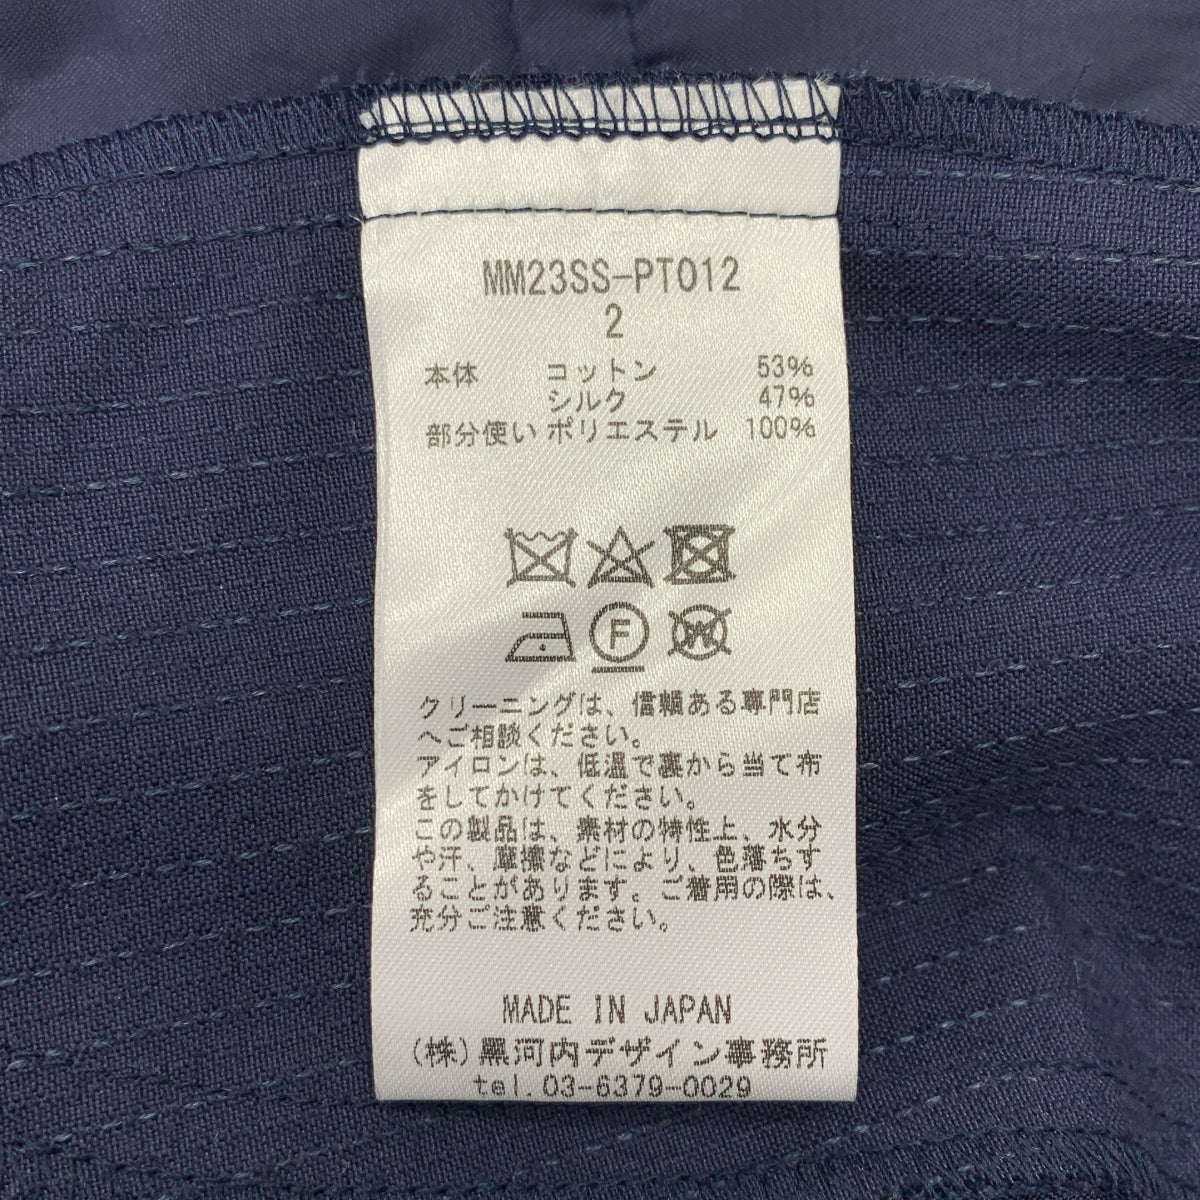 MM23SS-PT012
2
本体 コットン 53%
シルク 47%
部分使い ポリエステル 100%
F
W
クリーニングは、信頼ある専門店
へご相談ください。
アイロンは、低温で裏から当て布
をしてかけてください。
この製品は、素材の特性上、水分
や汗、摩擦などにより、色落ちす
ることがあります。ご着用の際は、
充分ご注意ください。
MADE IN JAPAN
(株)黒河内デザイン事務所
tel.03-6379-0029